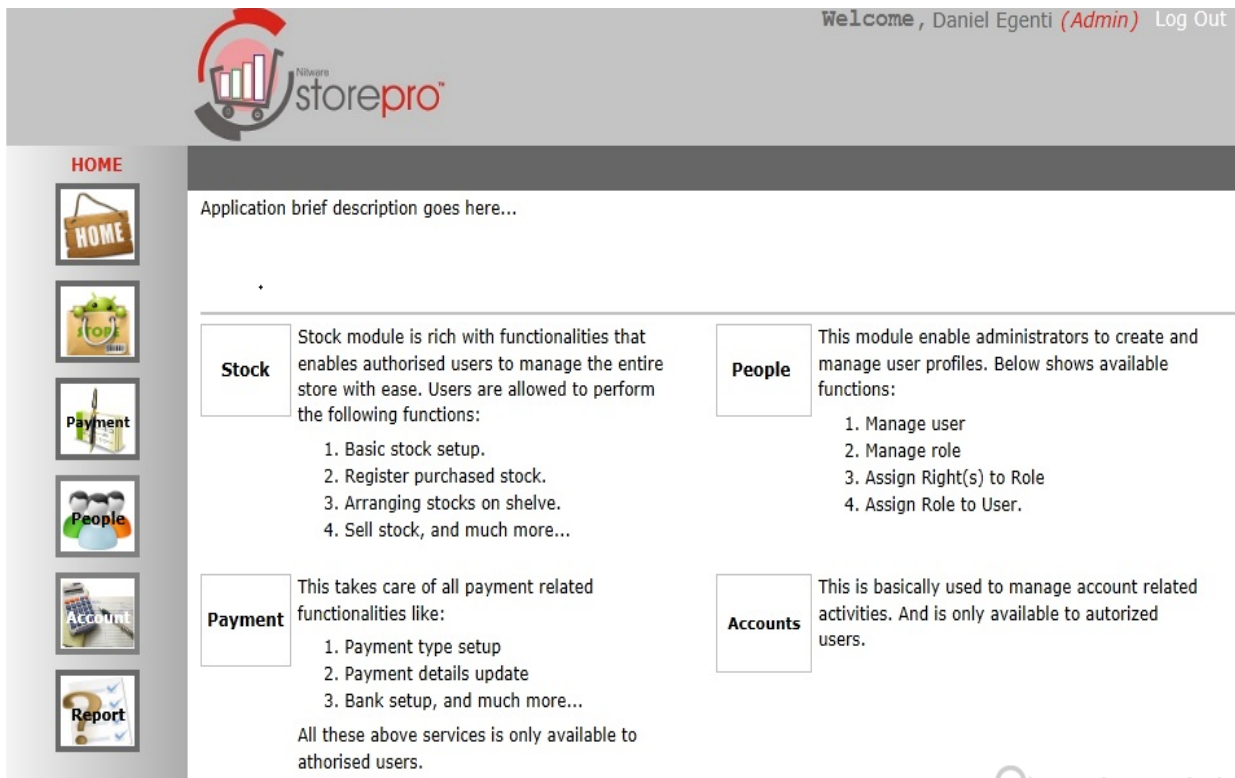 Welcome, Daniel Egenti (Admin) Log Out
Nitware
storepro™
HOME
HOME
STORE
Payment
People
Account
Report
Application brief description goes here...
Stock
Stock module is rich with functionalities that
enables authorised users to manage the entire
store with ease. Users are allowed to perform
the following functions:
1. Basic stock setup.
2. Register purchased stock.
3. Arranging stocks on shelve.
4. Sell stock, and much more...
People
This module enable administrators to create and
manage user profiles. Below shows available
functions:
1. Manage user
2. Manage role
3. Assign Right(s) to Role
4. Assign Role to User.
Payment
This takes care of all payment related
functionalities like:
1. Payment type setup
2. Payment details update
3. Bank setup, and much more...
All these above services is only available to
athorised users.
Accounts
This is basically used to manage account related
activities. And is only available to autorized
users.